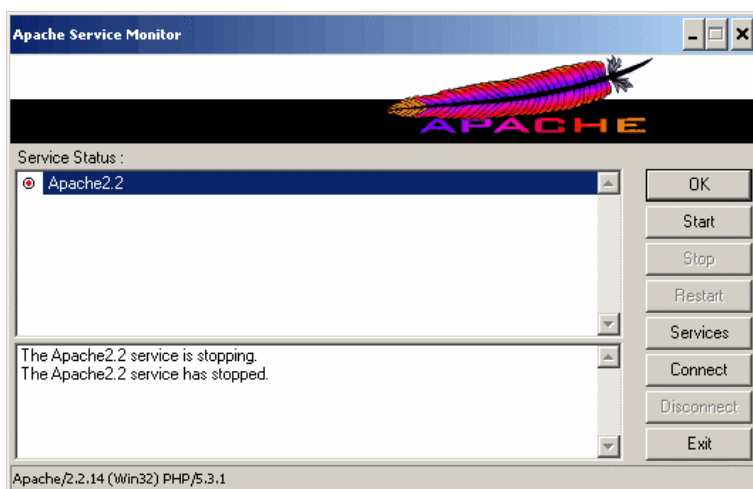 Apache Service Monitor
APACHE
Service Status :
Apache2.2
OK
Start
Stop
Restart
Services
Connect
Disconnect
Exit
The Apache2.2 service is stopping.
The Apache2.2 service has stopped.
Apache/2.2.14 (Win32) PHP/5.3.1